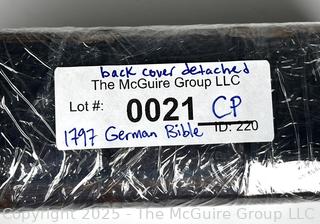 back cover detached
The McGuire Group LLC
Lot #: 0021 CP
1797 German Bible ID: 220
Copyright 2025 - The McGuire Group LLC